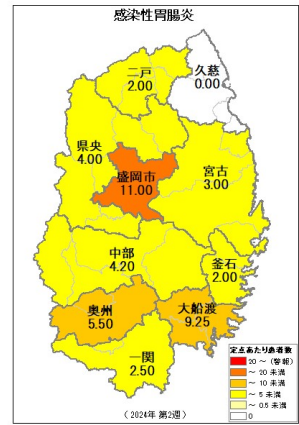 感染性胃腸炎
二戸
2.00
久慈
0.00
県央
4.00
盛岡市
11.00
宮古
3.00
中部
4.20
釜石
2.00
奥州
5.50
大船渡
9.25
一関
2.50
定点あたり患者数
20～(警報)
～ 20 未満
～ 10 未満
～ 5 未満
～ 0.5 未満
0
（2024年 第2週）